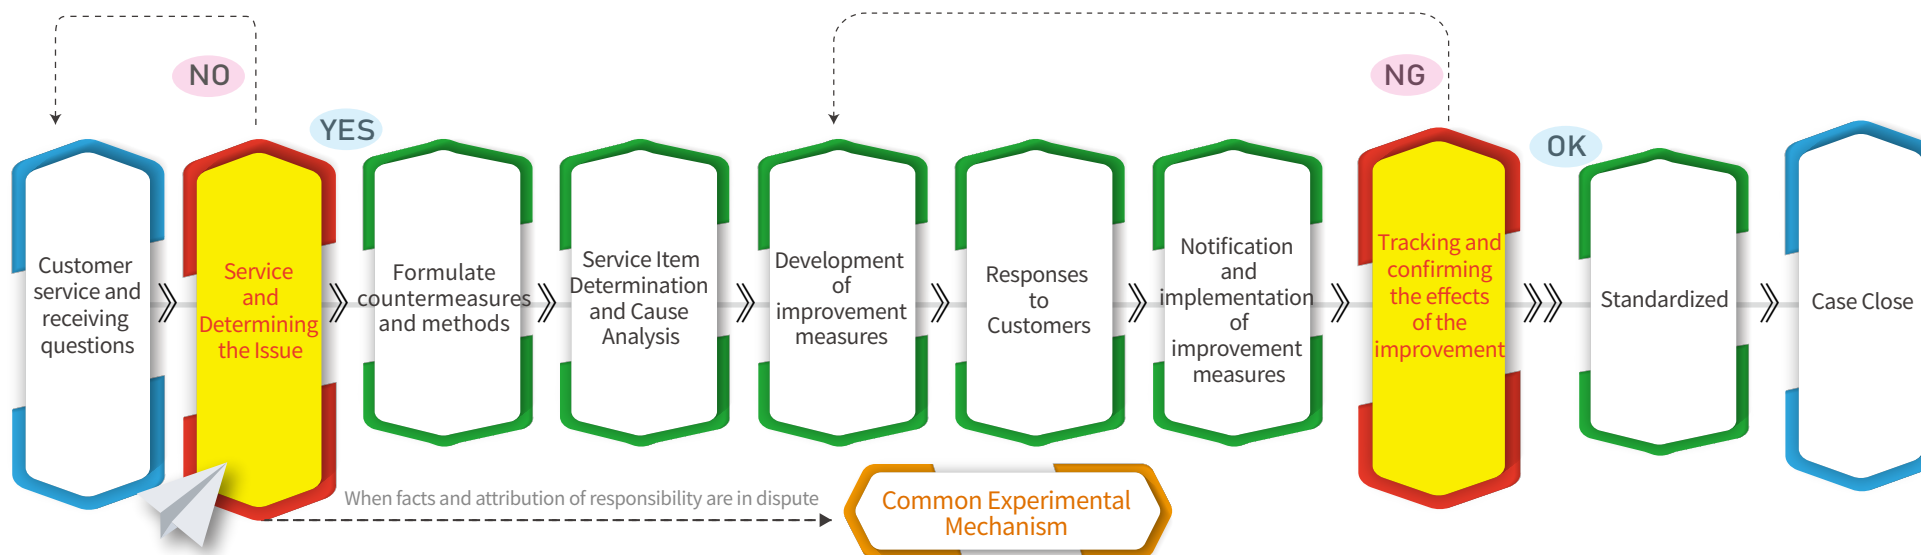 NO
NG
YES
OK
Customer
service and
receiving
questions
Service
and
Determining
the Issue
Formulate
countermeasures
and methods
Service Item
Determination
and Cause
Analysis
Development
of
improvement
measures
Responses
to
Customers
Notification
and
implementation
of
improvement
measures
Tracking and
confirming
the effects
of the
improvement
Standardized
Case Close
When facts and attribution of responsibility are in dispute
Common Experimental
Mechanism